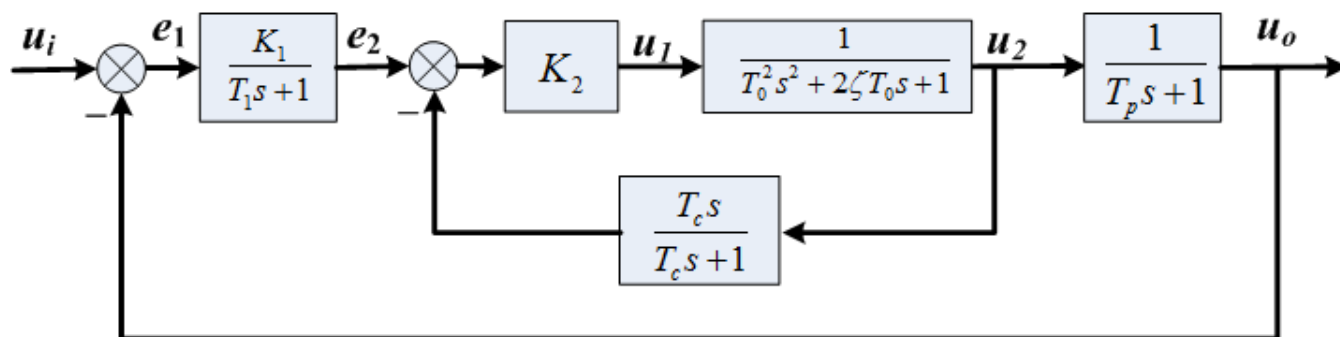 u_i
−
e_1
K_1 / (T_1 s + 1)
e_2
−
K_2
u_1
1 / (T_0^2 s^2 + 2ζT_0 s + 1)
u_2
1 / (T_p s + 1)
u_o
T_c s / (T_c s + 1)